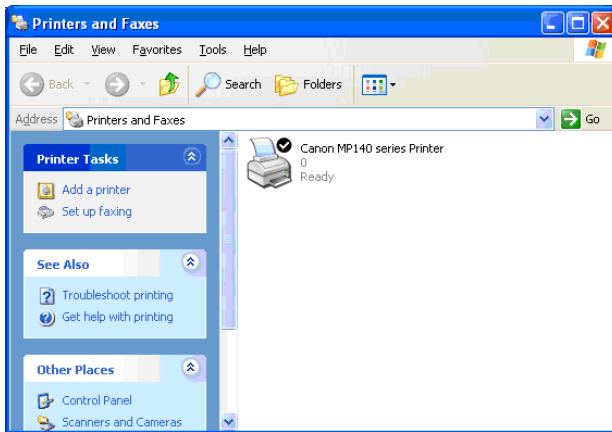 Printers and Faxes
File Edit View Favorites Tools Help
Back Search Folders
Address Printers and Faxes Go
Printer Tasks
Add a printer
Set up faxing
See Also
Troubleshoot printing
Get help with printing
Other Places
Control Panel
Scanners and Cameras
Canon MP140 series Printer
0
Ready